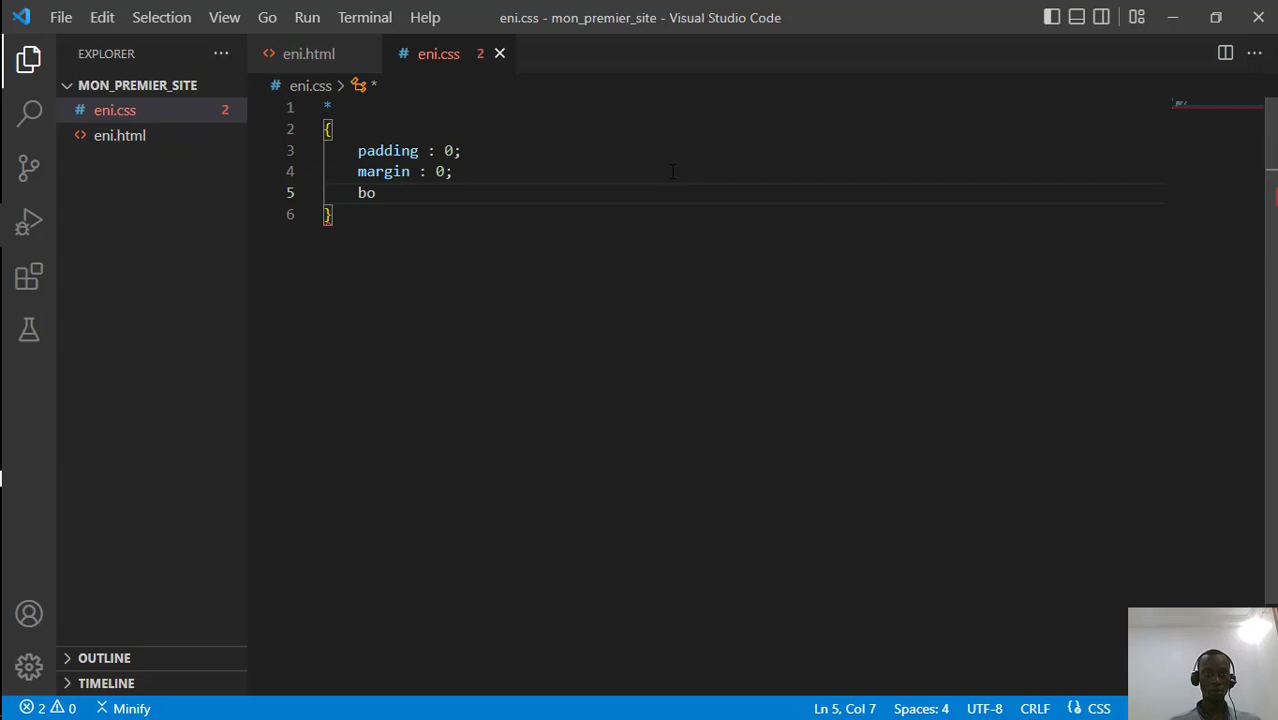 File Edit Selection View Go Run Terminal Help eni.css - mon_premier_site - Visual Studio Code
EXPLORER ...
eni.html # eni.css 2
MON_PREMIER_SITE
# eni.css 2
eni.html
# eni.css > *
1 *
2 {
3 padding : 0;
4 margin : 0;
5 bo
6 }
OUTLINE
TIMELINE
2 0 Minify Ln 5, Col 7 Spaces: 4 UTF-8 CRLF CSS